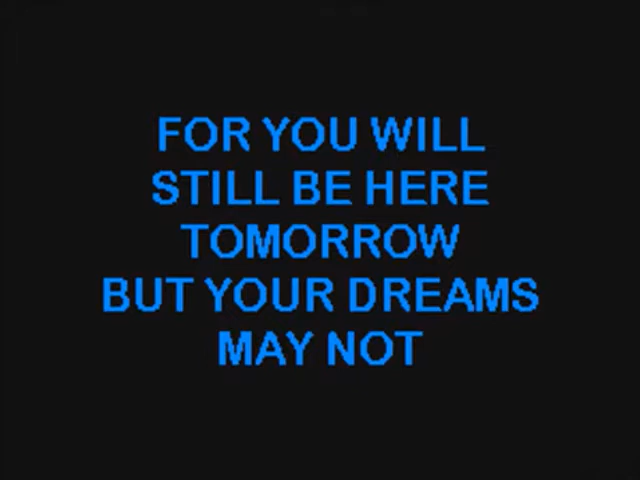 FOR YOU WILL
STILL BE HERE
TOMORROW
BUT YOUR DREAMS
MAY NOT